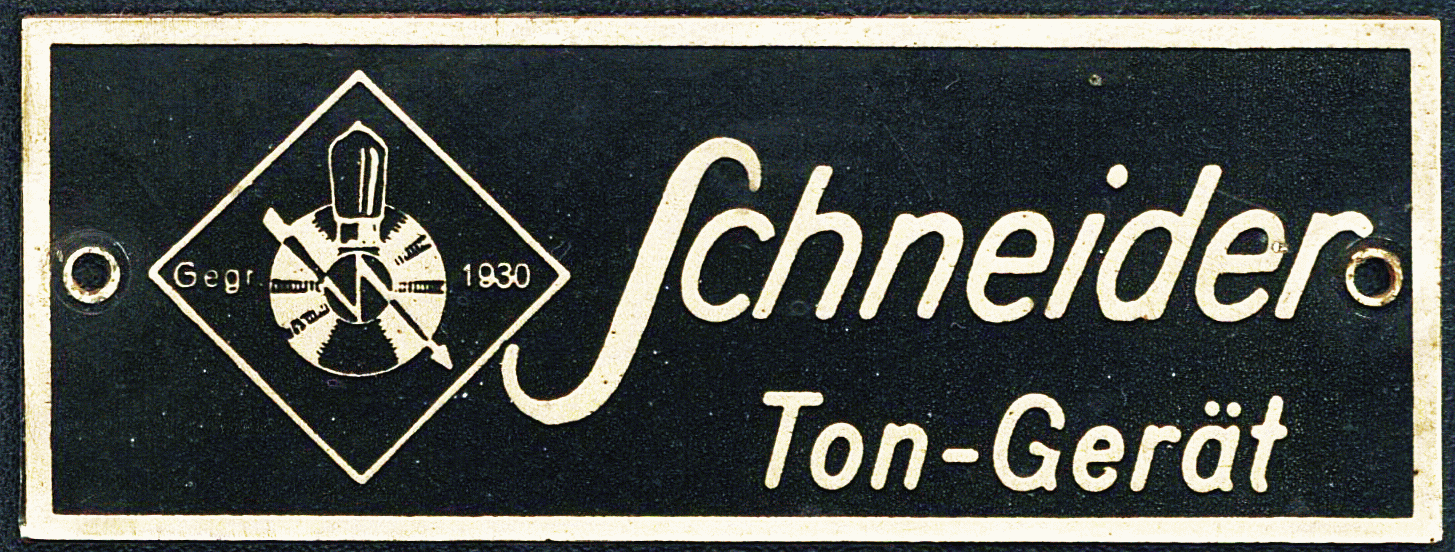 Gegr. 1930
Schneider
Ton-Gerät